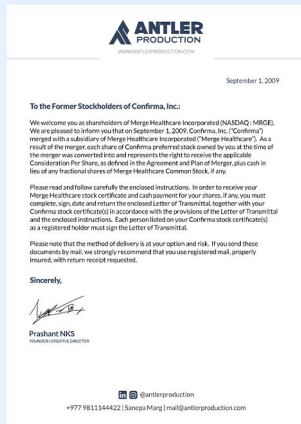 ANTLER
PRODUCTION
WWW.ANTLERPRODUCTION.COM
September 1, 2009
To the Former Stockholders of Confirma, Inc.:
We welcome you as shareholders of Merge Healthcare Incorporated (NASDAQ : MRGE).
We are pleased to inform you that on September 1, 2009, Confirma, Inc. ("Confirma")
merged with a subsidiary of Merge Healthcare Incorporated ("Merge Healthcare"). As a
result of the merger, each share of Confirma preferred stock owned by you at the time of
the merger was converted into and represents the right to receive the applicable
Consideration Per Share, as defined in the Agreement and Plan of Merger, plus cash in
lieu of any fractional shares of Merge Healthcare Common Stock, if any.
Please read and follow carefully the enclosed instructions. In order to receive your
Merge Healthcare stock certificate and cash payment for your shares, if any, you must
complete, sign, date and return the enclosed Letter of Transmittal, together with your
Confirma stock certificate(s) in accordance with the provisions of the Letter of Transmittal
and the enclosed instructions. Each person listed on your Confirma stock certificate(s)
as a registered holder must sign the Letter of Transmittal.
Please note that the method of delivery is at your option and risk. If you send these
documents by mail, we strongly recommend that you use registered mail, properly
insured, with return receipt requested.
Sincerely,
Prashant NKS
FOUNDER | CREATIVE DIRECTOR
@antlerproduction
+977 9811144422 | Sanepa Marg | mail@antlerproduction.com